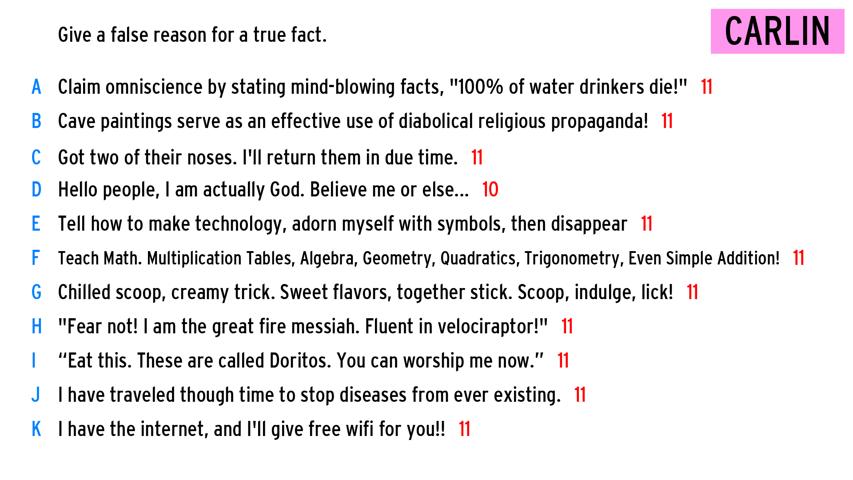 Give a false reason for a true fact.
CARLIN
A Claim omniscience by stating mind-blowing facts, "100% of water drinkers die!" 11
B Cave paintings serve as an effective use of diabolical religious propaganda! 11
C Got two of their noses. I'll return them in due time. 11
D Hello people, I am actually God. Believe me or else... 10
E Tell how to make technology, adorn myself with symbols, then disappear 11
F Teach Math. Multiplication Tables, Algebra, Geometry, Quadratics, Trigonometry, Even Simple Addition! 11
G Chilled scoop, creamy trick. Sweet flavors, together stick. Scoop, indulge, lick! 11
H "Fear not! I am the great fire messiah. Fluent in velociraptor!" 11
I “Eat this. These are called Doritos. You can worship me now.” 11
J I have traveled though time to stop diseases from ever existing. 11
K I have the internet, and I'll give free wifi for you!! 11